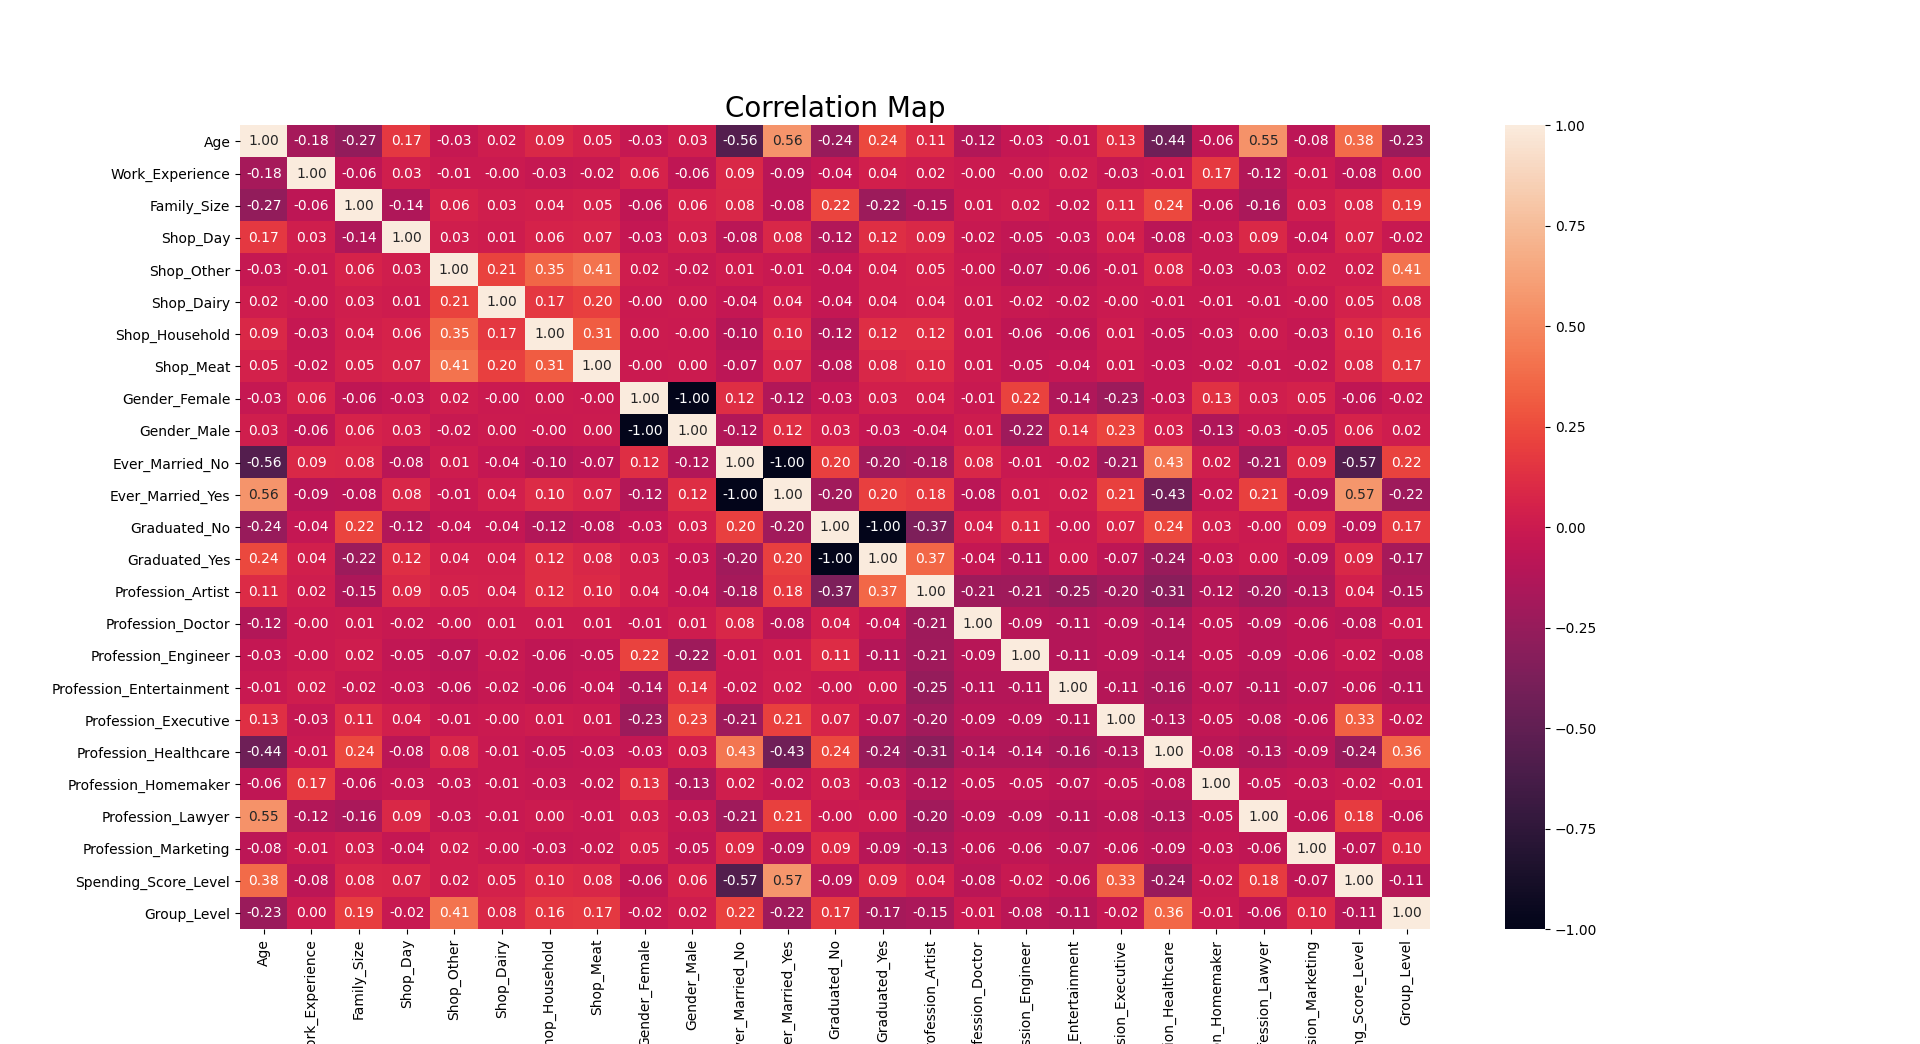 Correlation Map
Age 1.00 -0.18 -0.27 0.17 -0.03 0.02 0.09 0.05 -0.03 0.03 -0.56 0.56 -0.24 0.24 0.11 -0.12 -0.03 -0.01 0.13 -0.44 -0.06 0.55 -0.08 0.38 -0.23
Work_Experience -0.18 1.00 -0.06 0.03 -0.01 -0.00 -0.03 -0.02 0.06 -0.06 0.09 -0.09 -0.04 0.04 0.02 -0.00 -0.00 0.02 -0.03 -0.01 0.17 -0.12 -0.01 -0.08 0.00
Family_Size -0.27 -0.06 1.00 -0.14 0.06 0.03 0.04 0.05 -0.06 0.06 0.08 -0.08 0.22 -0.22 -0.15 0.01 0.02 -0.02 0.11 0.24 -0.06 -0.16 0.03 0.08 0.19
Shop_Day 0.17 0.03 -0.14 1.00 0.03 0.01 0.06 0.07 -0.03 0.03 -0.08 0.08 -0.12 0.12 0.09 -0.02 -0.05 -0.03 0.04 -0.08 -0.03 0.09 -0.04 0.07 -0.02
Shop_Other -0.03 -0.01 0.06 0.03 1.00 0.21 0.35 0.41 0.02 -0.02 0.01 -0.01 -0.04 0.04 0.05 -0.00 -0.07 -0.06 -0.01 0.08 -0.03 -0.03 0.02 0.02 0.41
Shop_Dairy 0.02 -0.00 0.03 0.01 0.21 1.00 0.17 0.20 -0.00 0.00 -0.04 0.04 -0.04 0.04 0.04 0.01 -0.02 -0.02 -0.00 -0.01 -0.01 -0.01 -0.00 0.05 0.08
Shop_Household 0.09 -0.03 0.04 0.06 0.35 0.17 1.00 0.31 0.00 -0.00 -0.10 0.10 -0.12 0.12 0.12 0.01 -0.06 -0.06 0.01 -0.05 -0.03 0.00 -0.03 0.10 0.16
Shop_Meat 0.05 -0.02 0.05 0.07 0.41 0.20 0.31 1.00 -0.00 0.00 -0.07 0.07 -0.08 0.08 0.10 0.01 -0.05 -0.04 0.01 -0.03 -0.02 -0.01 -0.02 0.08 0.17
Gender_Female -0.03 0.06 -0.06 -0.03 0.02 -0.00 0.00 -0.00 1.00 -1.00 0.12 -0.12 -0.03 0.03 0.04 -0.01 0.22 -0.14 -0.23 -0.03 0.13 0.03 0.05 -0.06 -0.02
Gender_Male 0.03 -0.06 0.06 0.03 -0.02 0.00 -0.00 0.00 -1.00 1.00 -0.12 0.12 0.03 -0.03 -0.04 0.01 -0.22 0.14 0.23 0.03 -0.13 -0.03 -0.05 0.06 0.02
Ever_Married_No -0.56 0.09 0.08 -0.08 0.01 -0.04 -0.10 -0.07 0.12 -0.12 1.00 -1.00 0.20 -0.20 -0.18 0.08 -0.01 -0.02 -0.21 0.43 0.02 -0.21 0.09 -0.57 0.22
Ever_Married_Yes 0.56 -0.09 -0.08 0.08 -0.01 0.04 0.10 0.07 -0.12 0.12 -1.00 1.00 -0.20 0.20 0.18 -0.08 0.01 0.02 0.21 -0.43 -0.02 0.21 -0.09 0.57 -0.22
Graduated_No -0.24 -0.04 0.22 -0.12 -0.04 -0.04 -0.12 -0.08 -0.03 0.03 0.20 -0.20 1.00 -1.00 -0.37 0.04 0.11 -0.00 0.07 0.24 0.03 -0.00 0.09 -0.09 0.17
Graduated_Yes 0.24 0.04 -0.22 0.12 0.04 0.04 0.12 0.08 0.03 -0.03 -0.20 0.20 -1.00 1.00 0.37 -0.04 -0.11 0.00 -0.07 -0.24 -0.03 0.00 -0.09 0.09 -0.17
Profession_Artist 0.11 0.02 -0.15 0.09 0.05 0.04 0.12 0.10 0.04 -0.04 -0.18 0.18 -0.37 0.37 1.00 -0.21 -0.21 -0.25 -0.20 -0.31 -0.12 -0.20 -0.13 0.04 -0.15
Profession_Doctor -0.12 -0.00 0.01 -0.02 -0.00 0.01 0.01 0.01 -0.01 0.01 0.08 -0.08 0.04 -0.04 -0.21 1.00 -0.09 -0.11 -0.09 -0.14 -0.05 -0.09 -0.06 -0.08 -0.01
Profession_Engineer -0.03 -0.00 0.02 -0.05 -0.07 -0.02 -0.06 -0.05 0.22 -0.22 -0.01 0.01 0.11 -0.11 -0.21 -0.09 1.00 -0.11 -0.09 -0.14 -0.05 -0.09 -0.06 -0.02 -0.08
Profession_Entertainment -0.01 0.02 -0.02 -0.03 -0.06 -0.02 -0.06 -0.04 -0.14 0.14 -0.02 0.02 -0.00 0.00 -0.25 -0.11 -0.11 1.00 -0.11 -0.16 -0.07 -0.11 -0.07 -0.06 -0.11
Profession_Executive 0.13 -0.03 0.11 0.04 -0.01 -0.00 0.01 0.01 -0.23 0.23 -0.21 0.21 0.07 -0.07 -0.20 -0.09 -0.09 -0.11 1.00 -0.13 -0.05 -0.08 -0.06 0.33 -0.02
Profession_Healthcare -0.44 -0.01 0.24 -0.08 0.08 -0.01 -0.05 -0.03 -0.03 0.03 0.43 -0.43 0.24 -0.24 -0.31 -0.14 -0.14 -0.16 -0.13 1.00 -0.08 -0.13 -0.09 -0.24 0.36
Profession_Homemaker -0.06 0.17 -0.06 -0.03 -0.03 -0.01 -0.03 -0.02 0.13 -0.13 0.02 -0.02 0.03 -0.03 -0.12 -0.05 -0.05 -0.07 -0.05 -0.08 1.00 -0.05 -0.03 -0.02 -0.01
Profession_Lawyer 0.55 -0.12 -0.16 0.09 -0.03 -0.01 0.00 -0.01 0.03 -0.03 -0.21 0.21 -0.00 0.00 -0.20 -0.09 -0.09 -0.11 -0.08 -0.13 -0.05 1.00 -0.06 0.18 -0.06
Profession_Marketing -0.08 -0.01 0.03 -0.04 0.02 -0.00 -0.03 -0.02 0.05 -0.05 0.09 -0.09 0.09 -0.09 -0.13 -0.06 -0.06 -0.07 -0.06 -0.09 -0.03 -0.06 1.00 -0.07 0.10
Spending_Score_Level 0.38 -0.08 0.08 0.07 0.02 0.05 0.10 0.08 -0.06 0.06 -0.57 0.57 -0.09 0.09 0.04 -0.08 -0.02 -0.06 0.33 -0.24 -0.02 0.18 -0.07 1.00 -0.11
Group_Level -0.23 0.00 0.19 -0.02 0.41 0.08 0.16 0.17 -0.02 0.02 0.22 -0.22 0.17 -0.17 -0.15 -0.01 -0.08 -0.11 -0.02 0.36 -0.01 -0.06 0.10 -0.11 1.00
Age
ork_Experience
Family_Size
Shop_Day
Shop_Other
Shop_Dairy
hop_Household
Shop_Meat
Gender_Female
Gender_Male
ver_Married_No
er_Married_Yes
Graduated_No
Graduated_Yes
rofession_Artist
fession_Doctor
ssion_Engineer
_Entertainment
sion_Executive
ion_Healthcare
on_Homemaker
fession_Lawyer
ssion_Marketing
ng_Score_Level
Group_Level
1.00
0.75
0.50
0.25
0.00
−0.25
−0.50
−0.75
−1.00